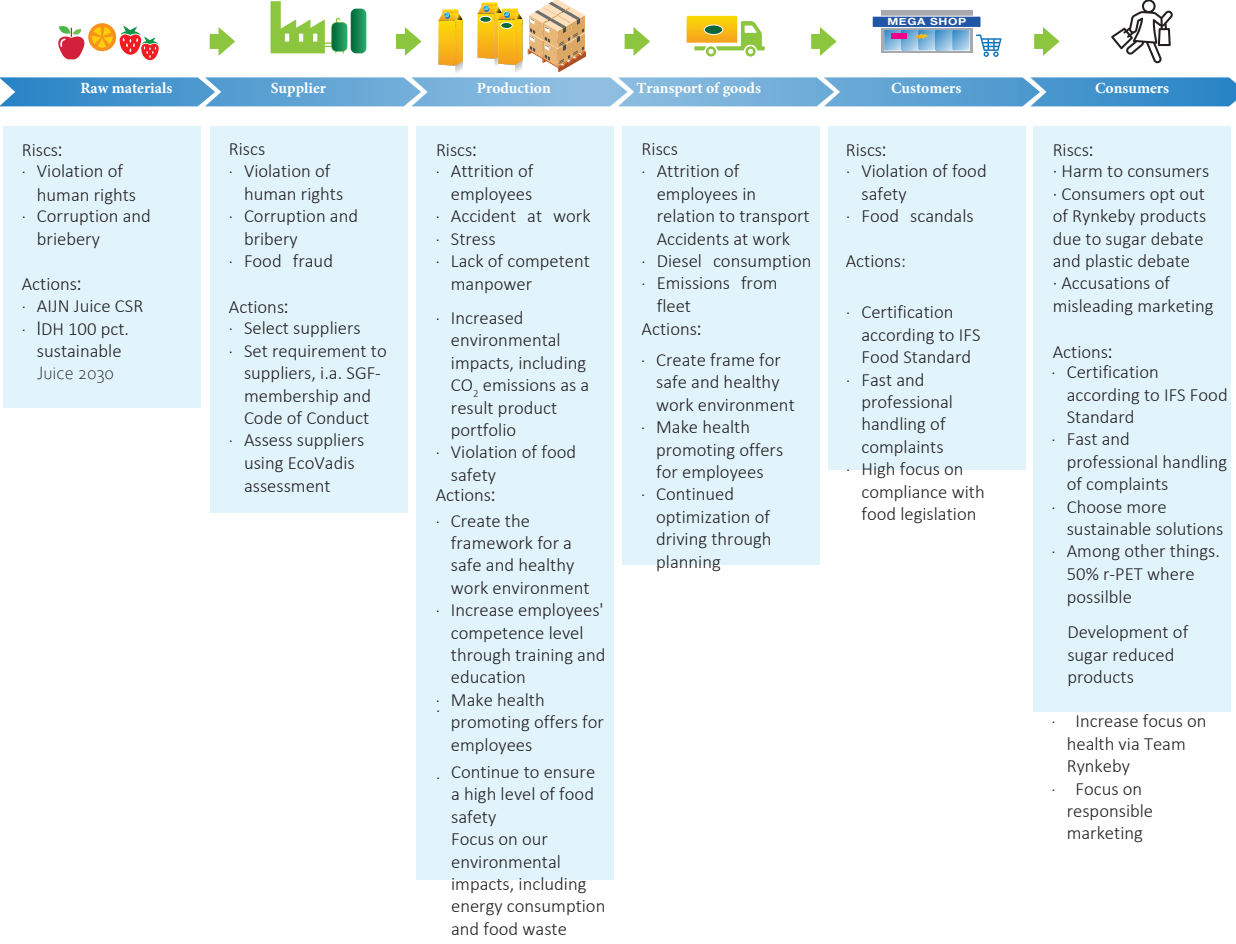 MEGA SHOP
Raw materials
Supplier
Production
Transport of goods
Customers
Consumers
Riscs:
· Violation of
human rights
· Corruption and
briebery
Actions:
· AIJN Juice CSR
· IDH 100 pct.
sustainable
Juice 2030
Riscs
· Violation of
human rights
· Corruption and
bribery
· Food fraud
Actions:
· Select suppliers
· Set requirement to
suppliers, i.a. SGF-
membership and
Code of Conduct
· Assess suppliers
using EcoVadis
assessment
Riscs:
· Attrition of
employees
· Accident at work
· Stress
· Lack of competent
manpower
· Increased
environmental
impacts, including
CO₂ emissions as a
result product
portfolio
· Violation of food
safety
Actions:
· Create the
framework for a
safe and healthy
work environment
· Increase employees'
competence level
through training and
education
· Make health
· promoting offers for
employees
· Continue to ensure
a high level of food
safety
Focus on our
environmental
impacts, including
energy consumption
and food waste
Riscs
· Attrition of
employees in
relation to transport
Accidents at work
· Diesel consumption
· Emissions from
fleet
Actions:
· Create frame for
safe and healthy
work environment
· Make health
promoting offers
for employees
· Continued
optimization of
driving through
planning
Riscs:
· Violation of food
safety
· Food scandals
Actions:
· Certification
according to IFS
Food Standard
· Fast and
professional
handling of
complaints
· High focus on
compliance with
food legislation
Riscs:
· Harm to consumers
· Consumers opt out
of Rynkeby products
due to sugar debate
and plastic debate
· Accusations of
misleading marketing
Actions:
· Certification
according to IFS Food
Standard
· Fast and
professional handling
of complaints
· Choose more
sustainable solutions
· Among other things.
50% r-PET where
possilble
Development of
sugar reduced
products
· Increase focus on
health via Team
Rynkeby
· Focus on
responsible
marketing